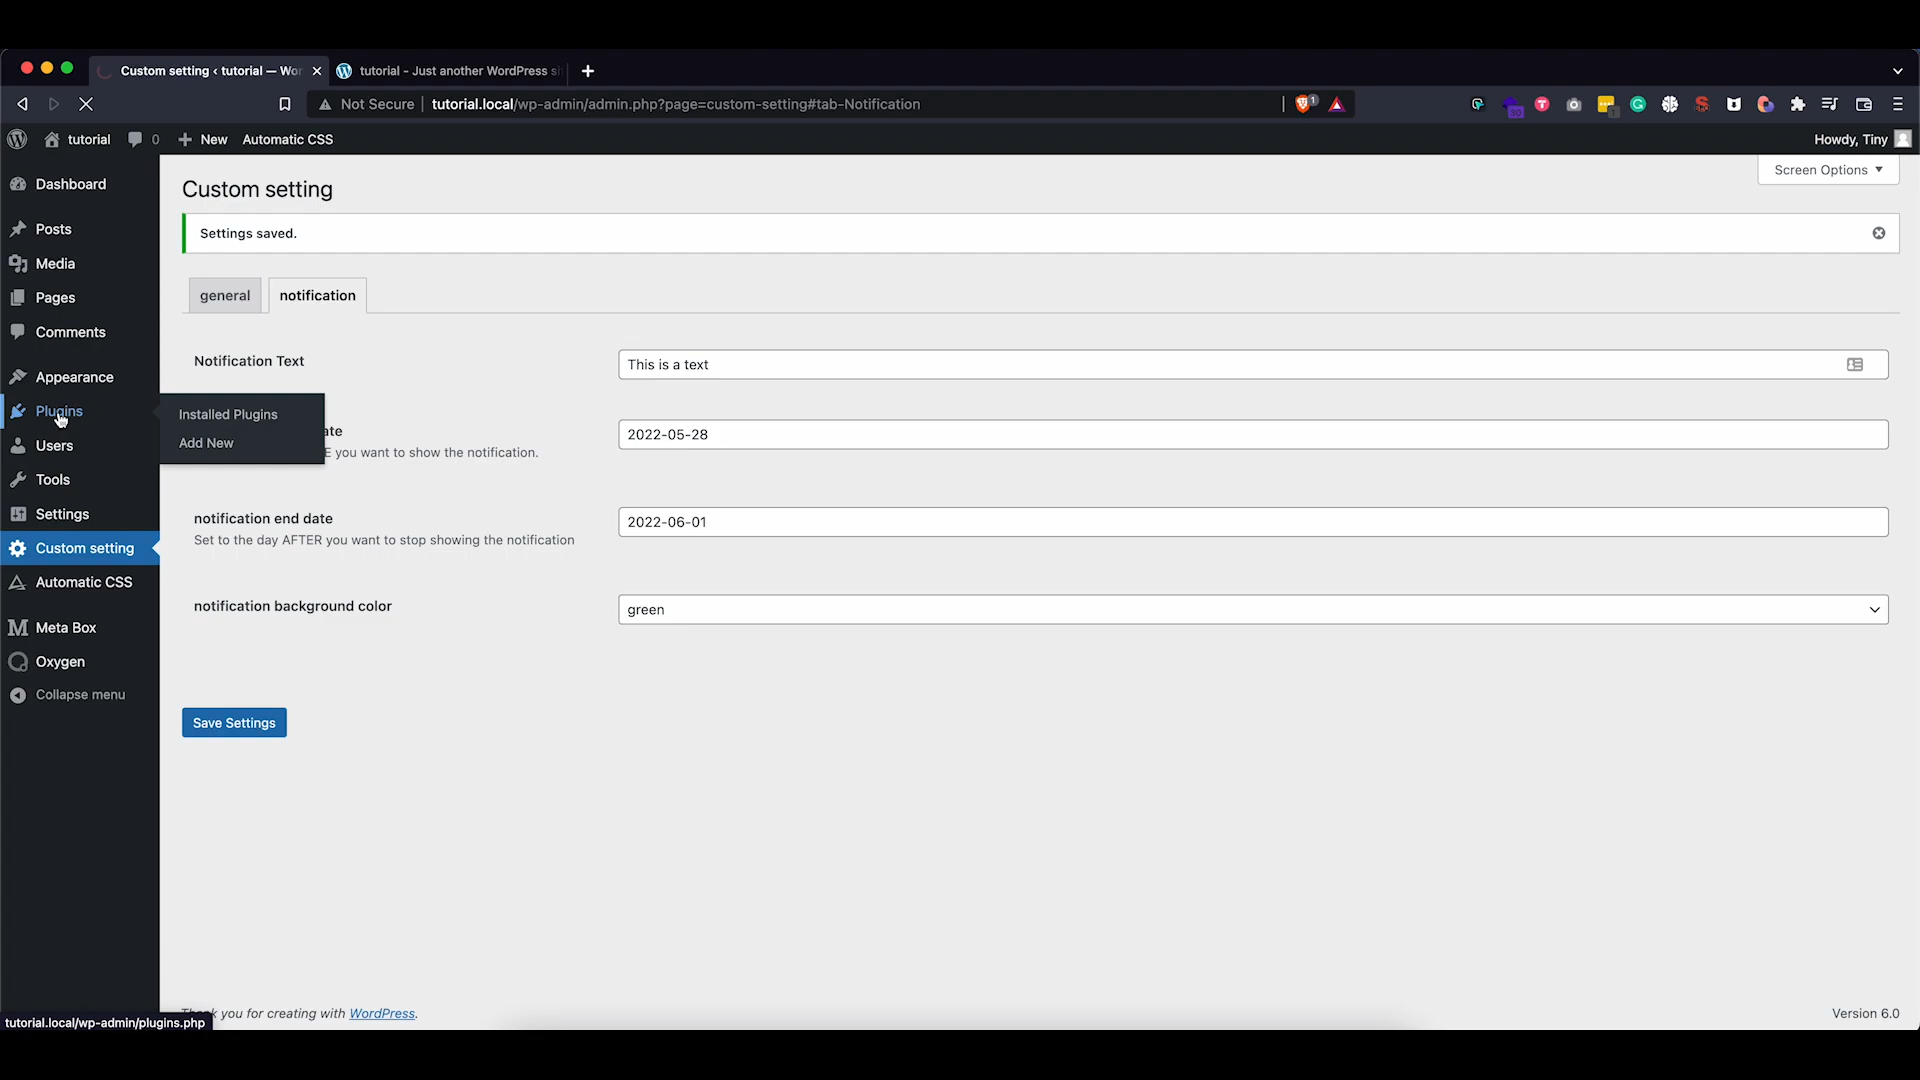 Custom setting ‹ tutorial — Wor
tutorial - Just another WordPress si
Not Secure
tutorial.local/wp-admin/admin.php?page=custom-setting#tab-Notification
1
30
1
tutorial
0
New
Automatic CSS
Howdy, Tiny
Dashboard
Posts
Media
Pages
Comments
Appearance
Plugins
Users
Tools
Settings
Custom setting
Automatic CSS
Meta Box
Oxygen
Collapse menu
Installed Plugins
Add New
Screen Options
Custom setting
Settings saved.
general
notification
Notification Text
This is a text
ate
E you want to show the notification.
2022-05-28
notification end date
Set to the day AFTER you want to stop showing the notification
2022-06-01
notification background color
green
Save Settings
you for creating with WordPress.
Version 6.0
tutorial.local/wp-admin/plugins.php